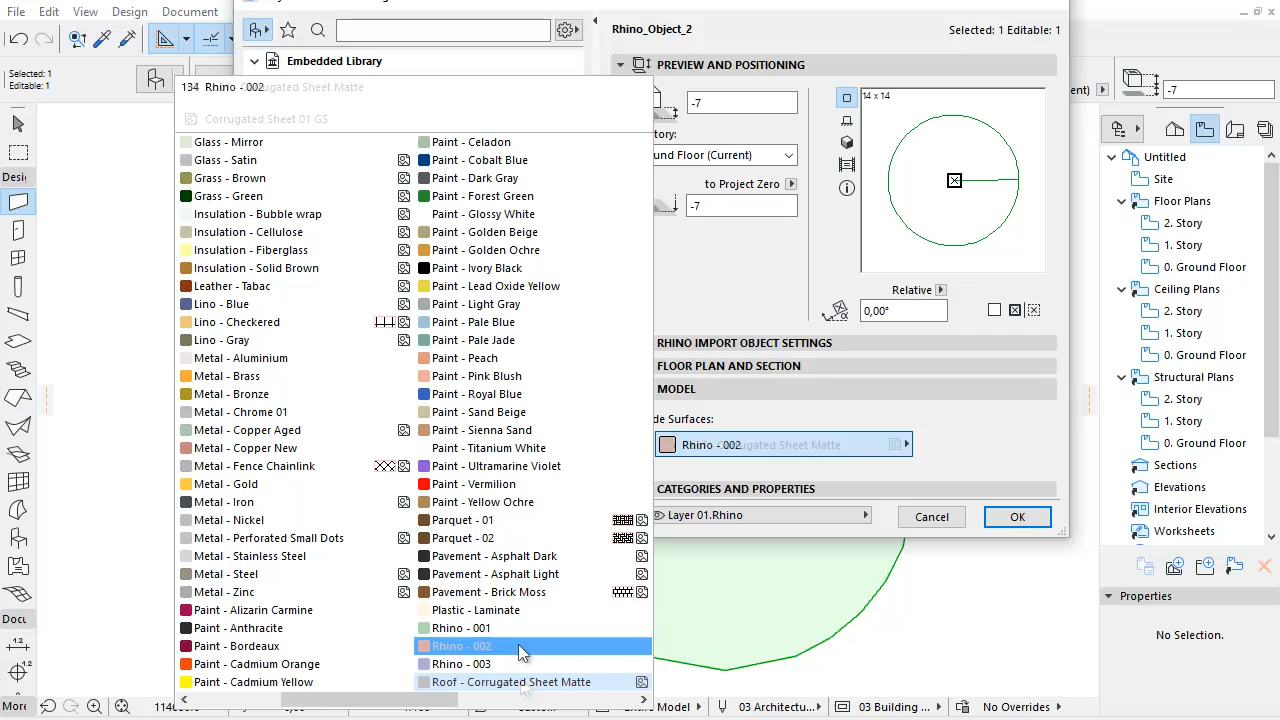 File Edit View Design Document
Rhino_Object_2 Selected: 1 Editable: 1
Selected: 1
Editable: 1
Embedded Library
PREVIEW AND POSITIONING
134 Rhino - 002 Corrugated Sheet Matte
Corrugated Sheet 01 GS
-7
14 x 14
-7
ory:
und Floor (Current)
to Project Zero
-7
Relative
0,00°
ent)
Desig
Docu
More
Glass - Mirror
Glass - Satin
Glass - Brown
Glass - Green
Insulation - Bubble wrap
Insulation - Cellulose
Insulation - Fiberglass
Insulation - Solid Brown
Leather - Tabac
Lino - Blue
Lino - Checkered
Lino - Gray
Metal - Aluminium
Metal - Brass
Metal - Bronze
Metal - Chrome 01
Metal - Copper Aged
Metal - Copper New
Metal - Fence Chainlink
Metal - Gold
Metal - Iron
Metal - Nickel
Metal - Perforated Small Dots
Metal - Stainless Steel
Metal - Steel
Metal - Zinc
Paint - Alizarin Carmine
Paint - Anthracite
Paint - Bordeaux
Paint - Cadmium Orange
Paint - Cadmium Yellow
Paint - Celadon
Paint - Cobalt Blue
Paint - Dark Gray
Paint - Forest Green
Paint - Glossy White
Paint - Golden Beige
Paint - Golden Ochre
Paint - Ivory Black
Paint - Lead Oxide Yellow
Paint - Light Gray
Paint - Pale Blue
Paint - Pale Jade
Paint - Peach
Paint - Pink Blush
Paint - Royal Blue
Paint - Sand Beige
Paint - Sienna Sand
Paint - Titanium White
Paint - Ultramarine Violet
Paint - Vermilion
Paint - Yellow Ochre
Parquet - 01
Parquet - 02
Pavement - Asphalt Dark
Pavement - Asphalt Light
Pavement - Brick Moss
Plastic - Laminate
Rhino - 001
Rhino - 002
Rhino - 003
Roof - Corrugated Sheet Matte
RHINO IMPORT OBJECT SETTINGS
FLOOR PLAN AND SECTION
MODEL
de Surfaces:
Rhino - 002 Corrugated Sheet Matte
CATEGORIES AND PROPERTIES
Layer 01.Rhino Cancel OK
Untitled
Site
Floor Plans
2. Story
1. Story
0. Ground Floor
Ceiling Plans
2. Story
1. Story
0. Ground Floor
Structural Plans
2. Story
1. Story
0. Ground Floor
Sections
Elevations
Interior Elevations
Worksheets
Properties
No Selection.
03 Architectu... 03 Building ... No Overrides